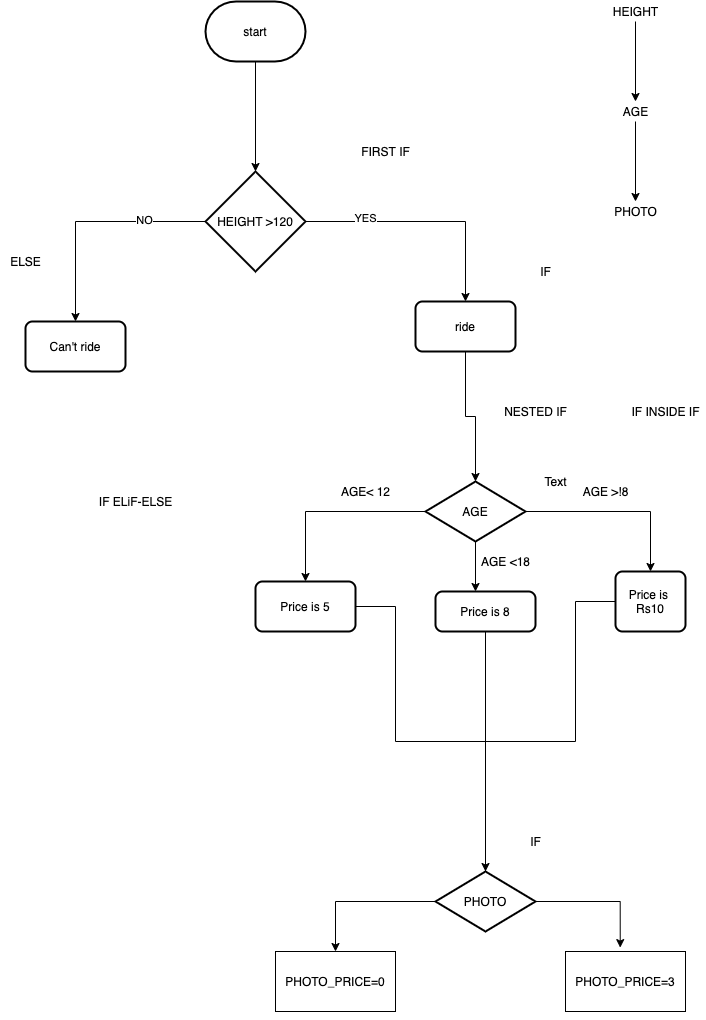 start
HEIGHT
AGE
PHOTO
FIRST IF
HEIGHT >120
NO
YES
ELSE
IF
ride
Can't ride
NESTED IF
IF INSIDE IF
IF ELiF-ELSE
AGE< 12
Text
AGE >!8
AGE
AGE <18
Price is 5
Price is 8
Price is
Rs10
IF
PHOTO
PHOTO_PRICE=0
PHOTO_PRICE=3